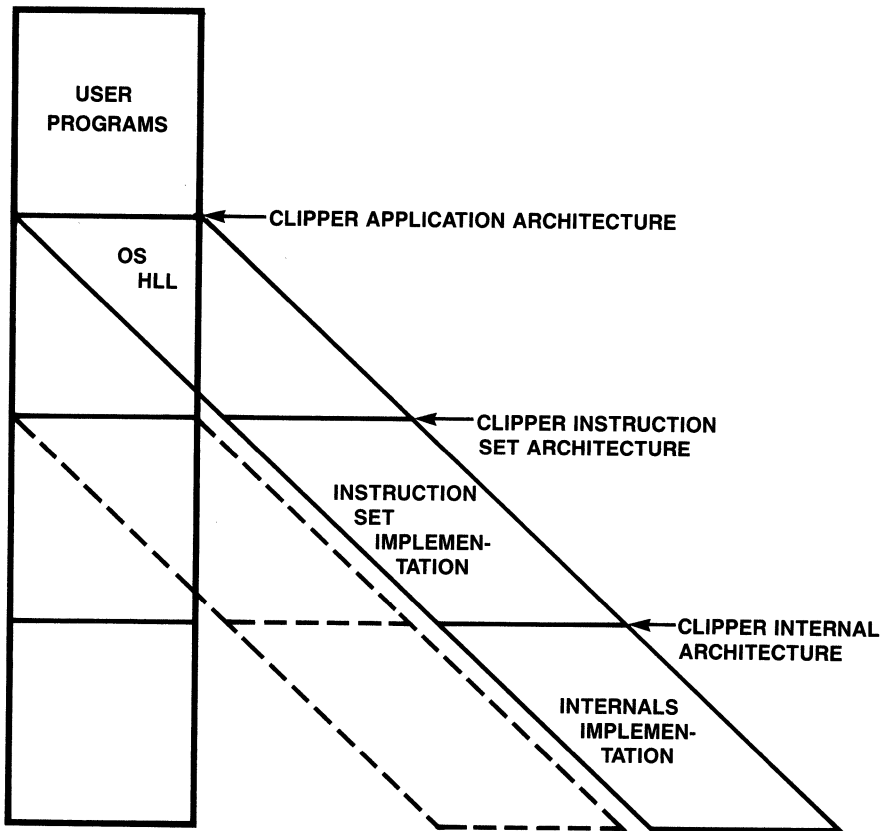 USER
PROGRAMS
CLIPPER APPLICATION ARCHITECTURE
OS
HLL
CLIPPER INSTRUCTION
SET ARCHITECTURE
INSTRUCTION
SET
IMPLEMEN-
TATION
CLIPPER INTERNAL
ARCHITECTURE
INTERNALS
IMPLEMEN-
TATION